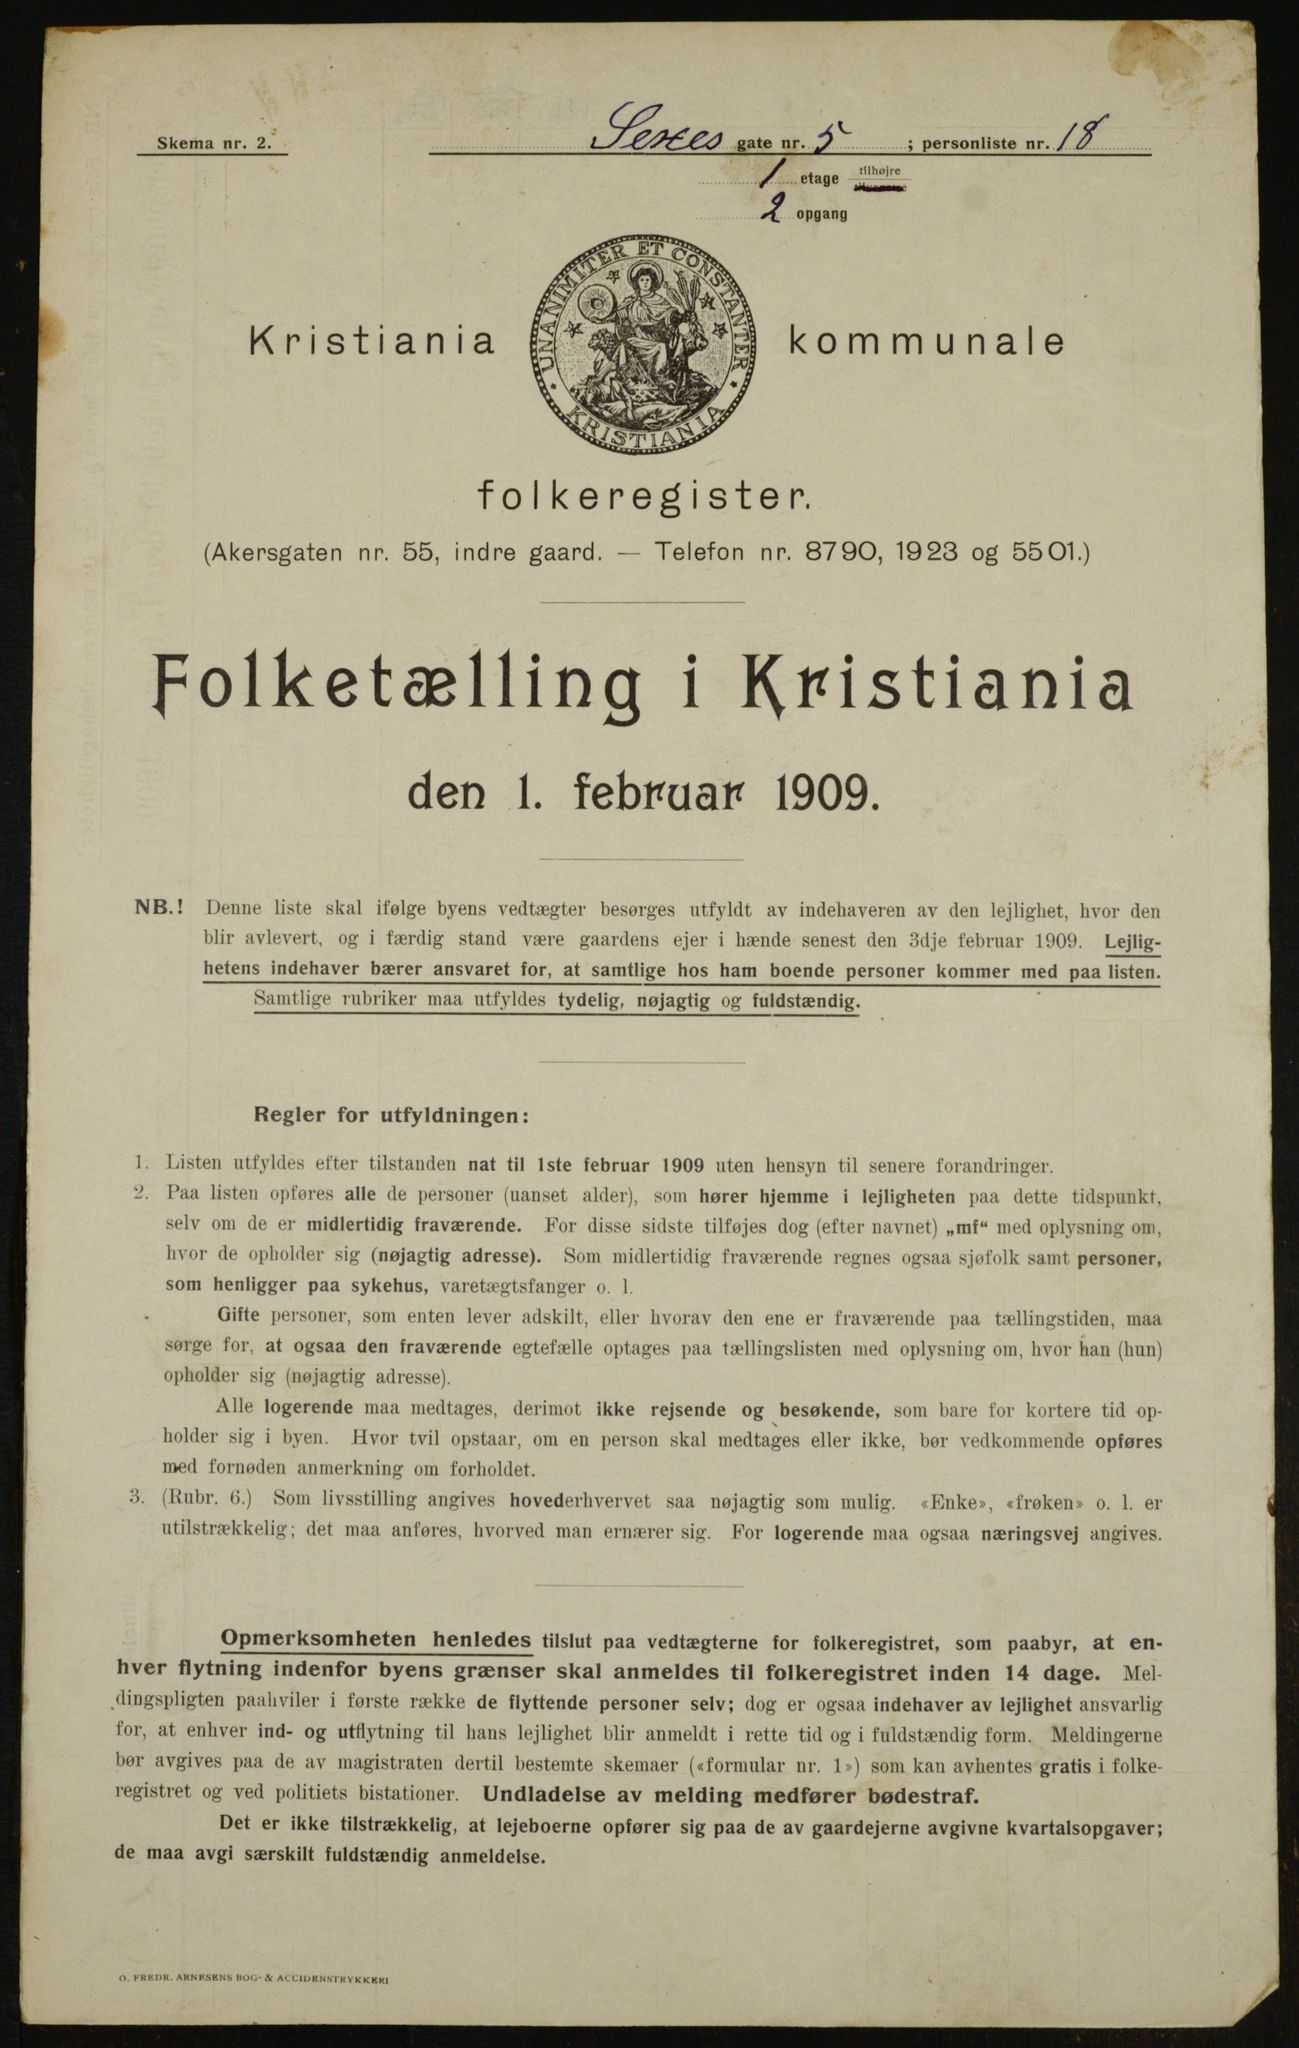 Skema nr. 2.
Sexes gate nr. 5 ; personliste nr. 18
1 etage tilhøjre
2 opgang
UNANIMITER ET CONSTANTER
KRISTIANIA
Kristiania kommunale
folkeregister.
(Akersgaten nr. 55, indre gaard. — Telefon nr. 8790, 1923 og 5501.)
Folketælling i Kristiania
den 1. februar 1909.
NB.! Denne liste skal ifølge byens vedtægter besørges utfyldt av indehaveren av den lejlighet, hvor den
blir avlevert, og i færdig stand være gaardens ejer i hænde senest den 3dje februar 1909. Lejlig-
hetens indehaver bærer ansvaret for, at samtlige hos ham boende personer kommer med paa listen.
Samtlige rubriker maa utfyldes tydelig, nøjagtig og fuldstændig.
Regler for utfyldningen:
1. Listen utfyldes efter tilstanden nat til 1ste februar 1909 uten hensyn til senere forandringer.
2. Paa listen opføres alle de personer (uanset alder), som hører hjemme i lejligheten paa dette tidspunkt,
selv om de er midlertidig fraværende. For disse sidste tilføjes dog (efter navnet) „mf“ med oplysning om,
hvor de opholder sig (nøjagtig adresse). Som midlertidig fraværende regnes ogsaa sjøfolk samt personer,
som henligger paa sykehus, varetægtsfanger o. l.
Gifte personer, som enten lever adskilt, eller hvorav den ene er fraværende paa tællingstiden, maa
sørge for, at ogsaa den fraværende egtefælle optages paa tællingslisten med oplysning om, hvor han (hun)
opholder sig (nøjagtig adresse).
Alle logerende maa medtages, derimot ikke rejsende og besøkende, som bare for kortere tid op-
holder sig i byen. Hvor tvil opstaar, om en person skal medtages eller ikke, bør vedkommende opføres
med fornøden anmerkning om forholdet.
3. (Rubr. 6.) Som livsstilling angives hovederhvervet saa nøjagtig som mulig. «Enke», «frøken» o. l. er
utilstrækkelig; det maa anføres, hvorved man ernærer sig. For logerende maa ogsaa næringsvej angives.
Opmerksomheten henledes tilslut paa vedtægterne for folkeregistret, som paabyr, at en-
hver flytning indenfor byens grænser skal anmeldes til folkeregistret inden 14 dage. Mel-
dingspligten paahviler i første række de flyttende personer selv; dog er ogsaa indehaver av lejlighet ansvarlig
for, at enhver ind- og utflytning til hans lejlighet blir anmeldt i rette tid og i fuldstændig form. Meldingerne
bør avgives paa de av magistraten dertil bestemte skemaer («formular nr. 1») som kan avhentes gratis i folke-
registret og ved politiets bistationer. Undladelse av melding medfører bødestraf.
Det er ikke tilstrækkelig, at lejeboerne opfører sig paa de av gaardejerne avgivne kvartalsopgaver;
de maa avgi særskilt fuldstændig anmeldelse.
O. FREDR. ARNESENS BOG- & ACCIDENSTRYKKERI